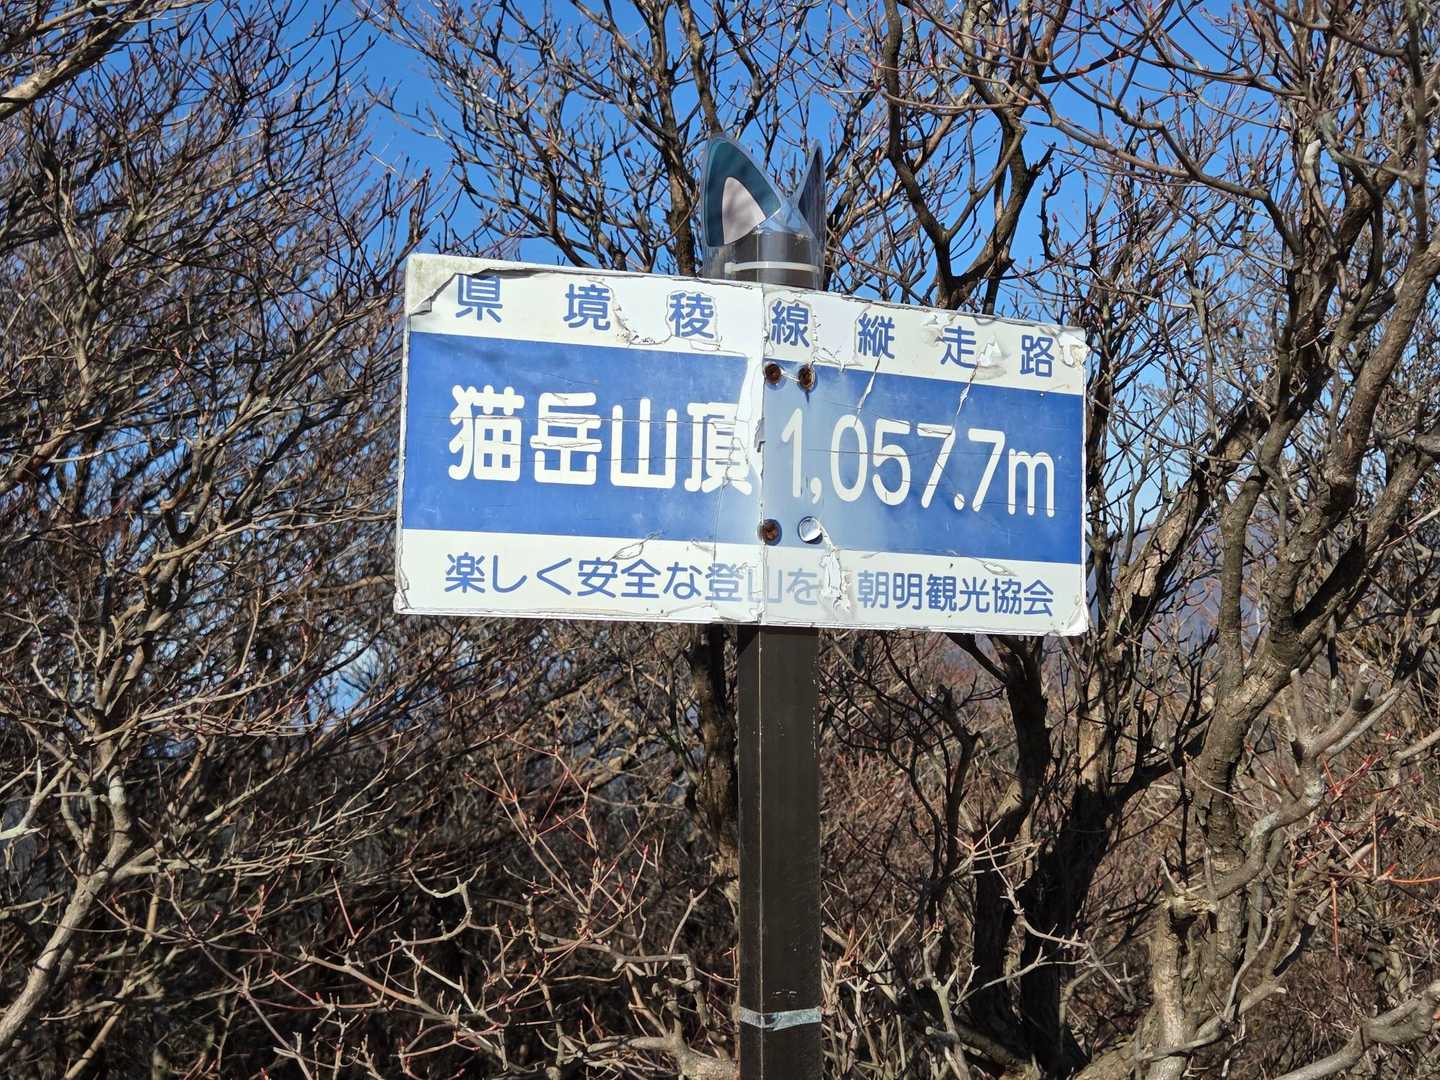 県境稜線縦走路
猫岳山頂 1,057.7m
楽しく安全な登山を 朝明観光協会